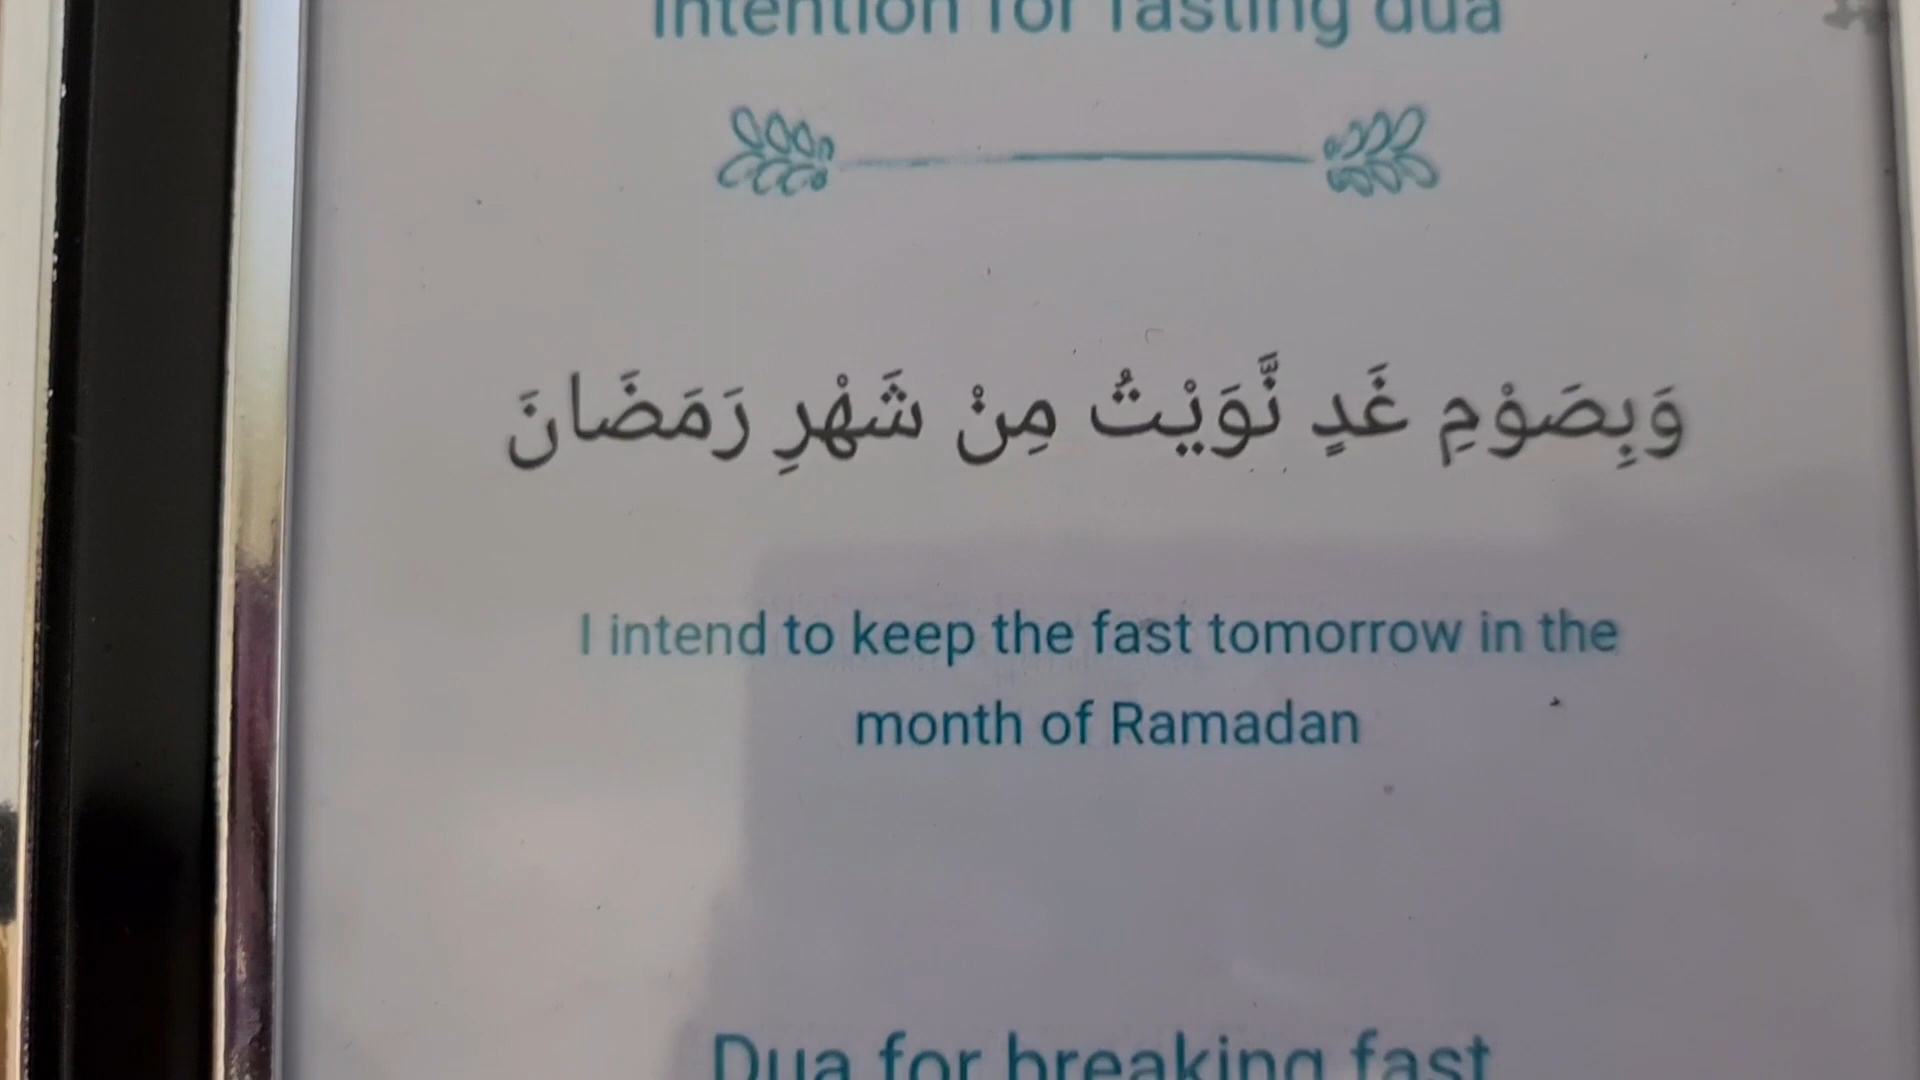 Intention for fasting dua
وَبِصَوْمِ غَدٍ نَّوَيْتُ مِنْ شَهْرِ رَمَضَانَ
I intend to keep the fast tomorrow in the
month of Ramadan
Dua for breaking fast